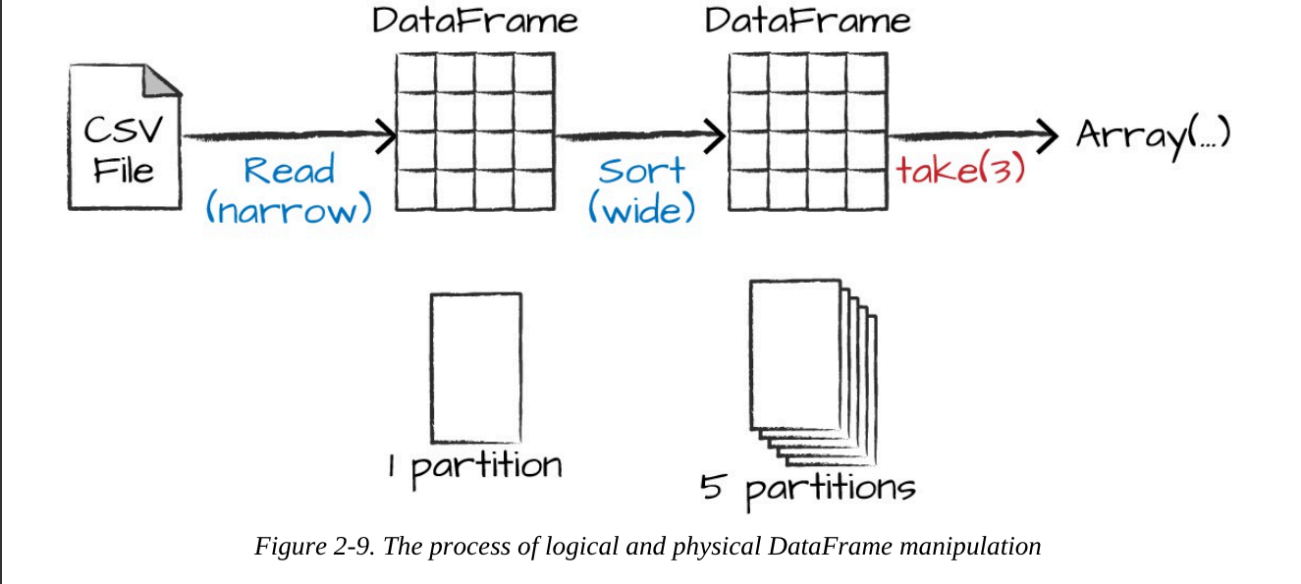 DataFrame
DataFrame
CSV
File
Read
(narrow)
Sort
(wide)
take(3)
Array(...)
1 partition
5 partitions
Figure 2-9. The process of logical and physical DataFrame manipulation